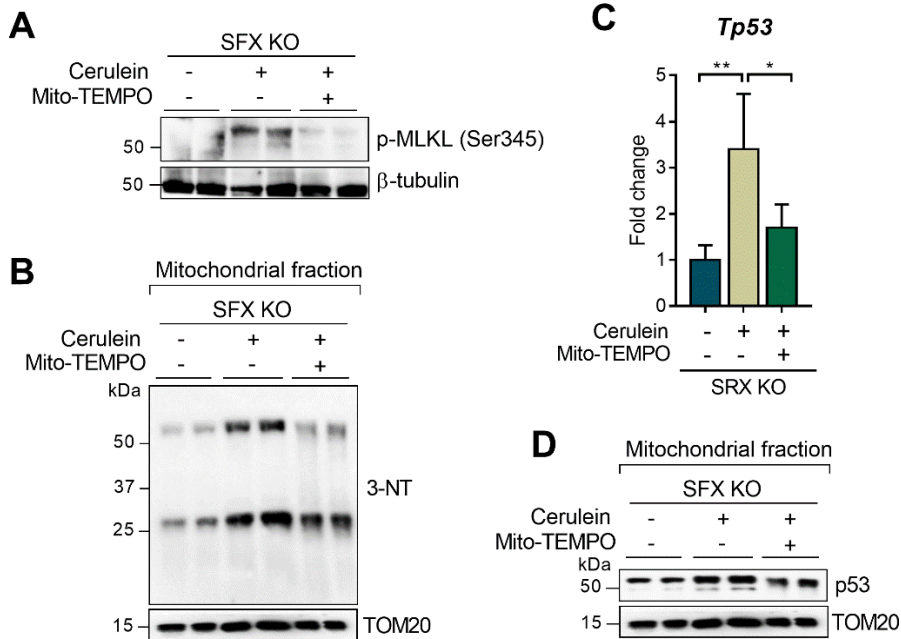 A
SFX KO
Cerulein - + +
Mito-TEMPO - - +
50
p-MLKL (Ser345)
50
β-tubulin
B
Mitochondrial fraction
SFX KO
Cerulein - + +
Mito-TEMPO - - +
kDa
50
37
25
3-NT
15
TOM20
C
Tp53
** *
Fold change
5
4
3
2
1
0
Cerulein - + +
Mito-TEMPO - - +
SRX KO
D
Mitochondrial fraction
SFX KO
Cerulein - + +
Mito-TEMPO - - +
kDa
50
p53
15
TOM20